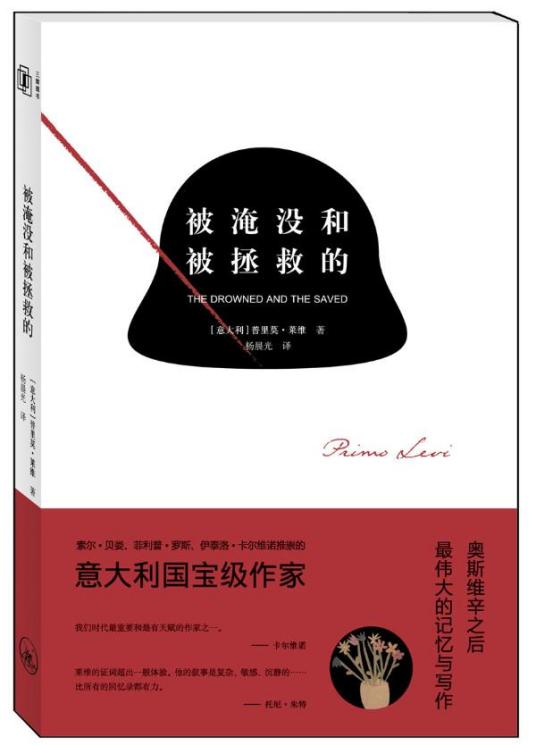 三联图书
被淹没和被拯救的
[意大利]普里莫·莱维 著
杨晨光 译
被淹没和
被拯救的
THE DROWNED AND THE SAVED
[意大利]普里莫·莱维 著
杨晨光 译
Primo Levi
索尔·贝娄、菲利普·罗斯、伊泰洛·卡尔维诺推崇的
意大利国宝级作家
我们时代最重要和最有天赋的作家之一。
—— 卡尔维诺
莱维的证词超出一般体验。他的叙事是复杂、敏感、沉静的……
比所有的回忆录都有力。
—— 托尼·朱特
奥斯维辛之后
最伟大的记忆与写作